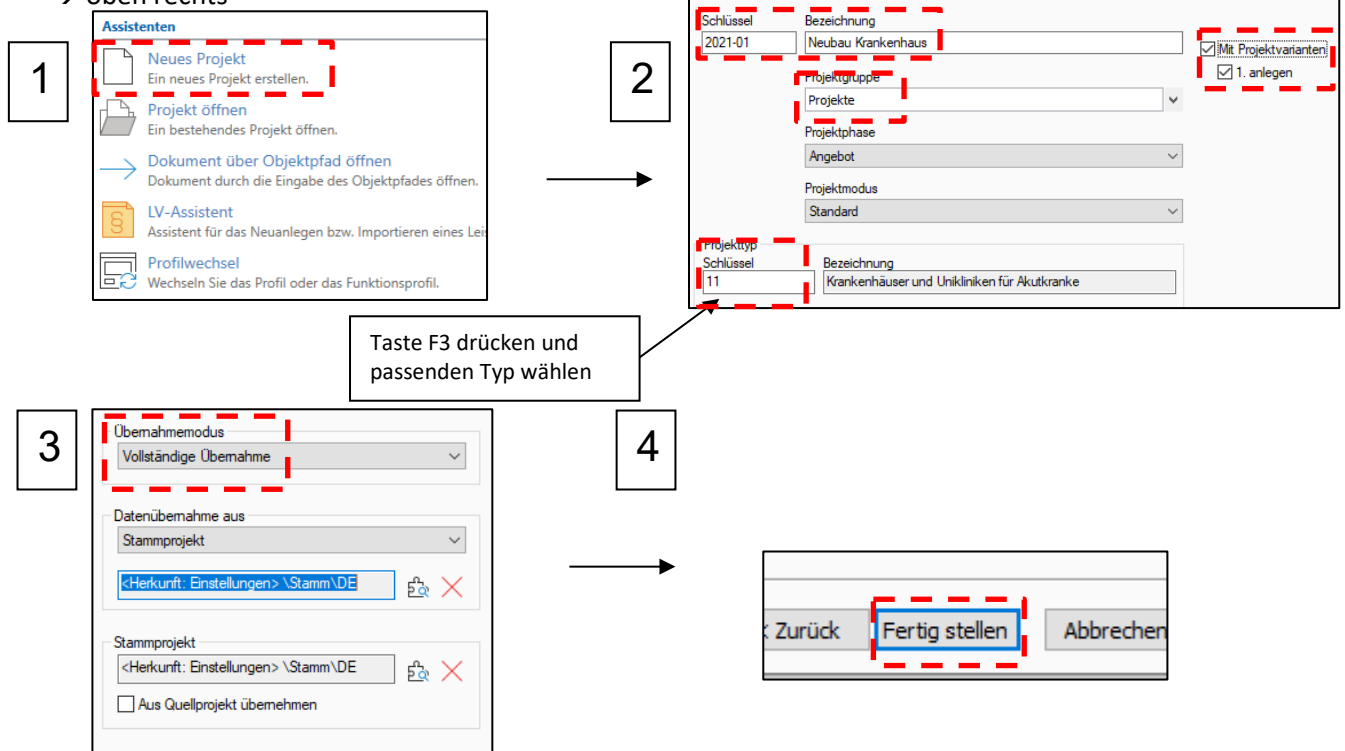 → Oben rechts
1
Assistenten
Neues Projekt
Ein neues Projekt erstellen.
Projekt öffnen
Ein bestehendes Projekt öffnen.
Dokument über Objektpfad öffnen
Dokument durch die Eingabe des Objektpfades öffnen.
LV-Assistent
Assistent für das Neuanlegen bzw. Importieren eines
Profilwechsel
Wechseln Sie das Profil oder das Funktionsprofil.
2
Schlüssel Bezeichnung
2021-01 Neubau Krankenhaus
Mit Projektvarianten
1. anlegen
Projektgruppe
Projekte
Projektphase
Angebot
Projektmodus
Standard
Projekttyp
Schlüssel Bezeichnung
11 Krankenhäuser und Unikliniken für Akutkranke
Taste F3 drücken und
passenden Typ wählen
3
Übernahmemodus
Vollständige Übernahme
Datenübernahme aus
Stammprojekt
<Herkunft: Einstellungen> \Stamm\DE
Stammprojekt
<Herkunft: Einstellungen> \Stamm\DE
Aus Quellprojekt übernehmen
4
< Zurück Fertig stellen Abbrechen